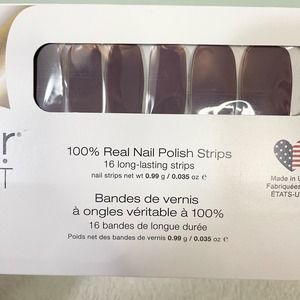 r.
T
100% Real Nail Polish Strips
16 long-lasting strips
nail strips net wt 0.99 g / 0.035 oz ℮
Made in U
Fabriquées
ÉTATS-U
Bandes de vernis
à ongles véritable à 100%
16 bandes de longue durée
Poids net des bandes de vernis 0.99 g / 0.035 oz ℮